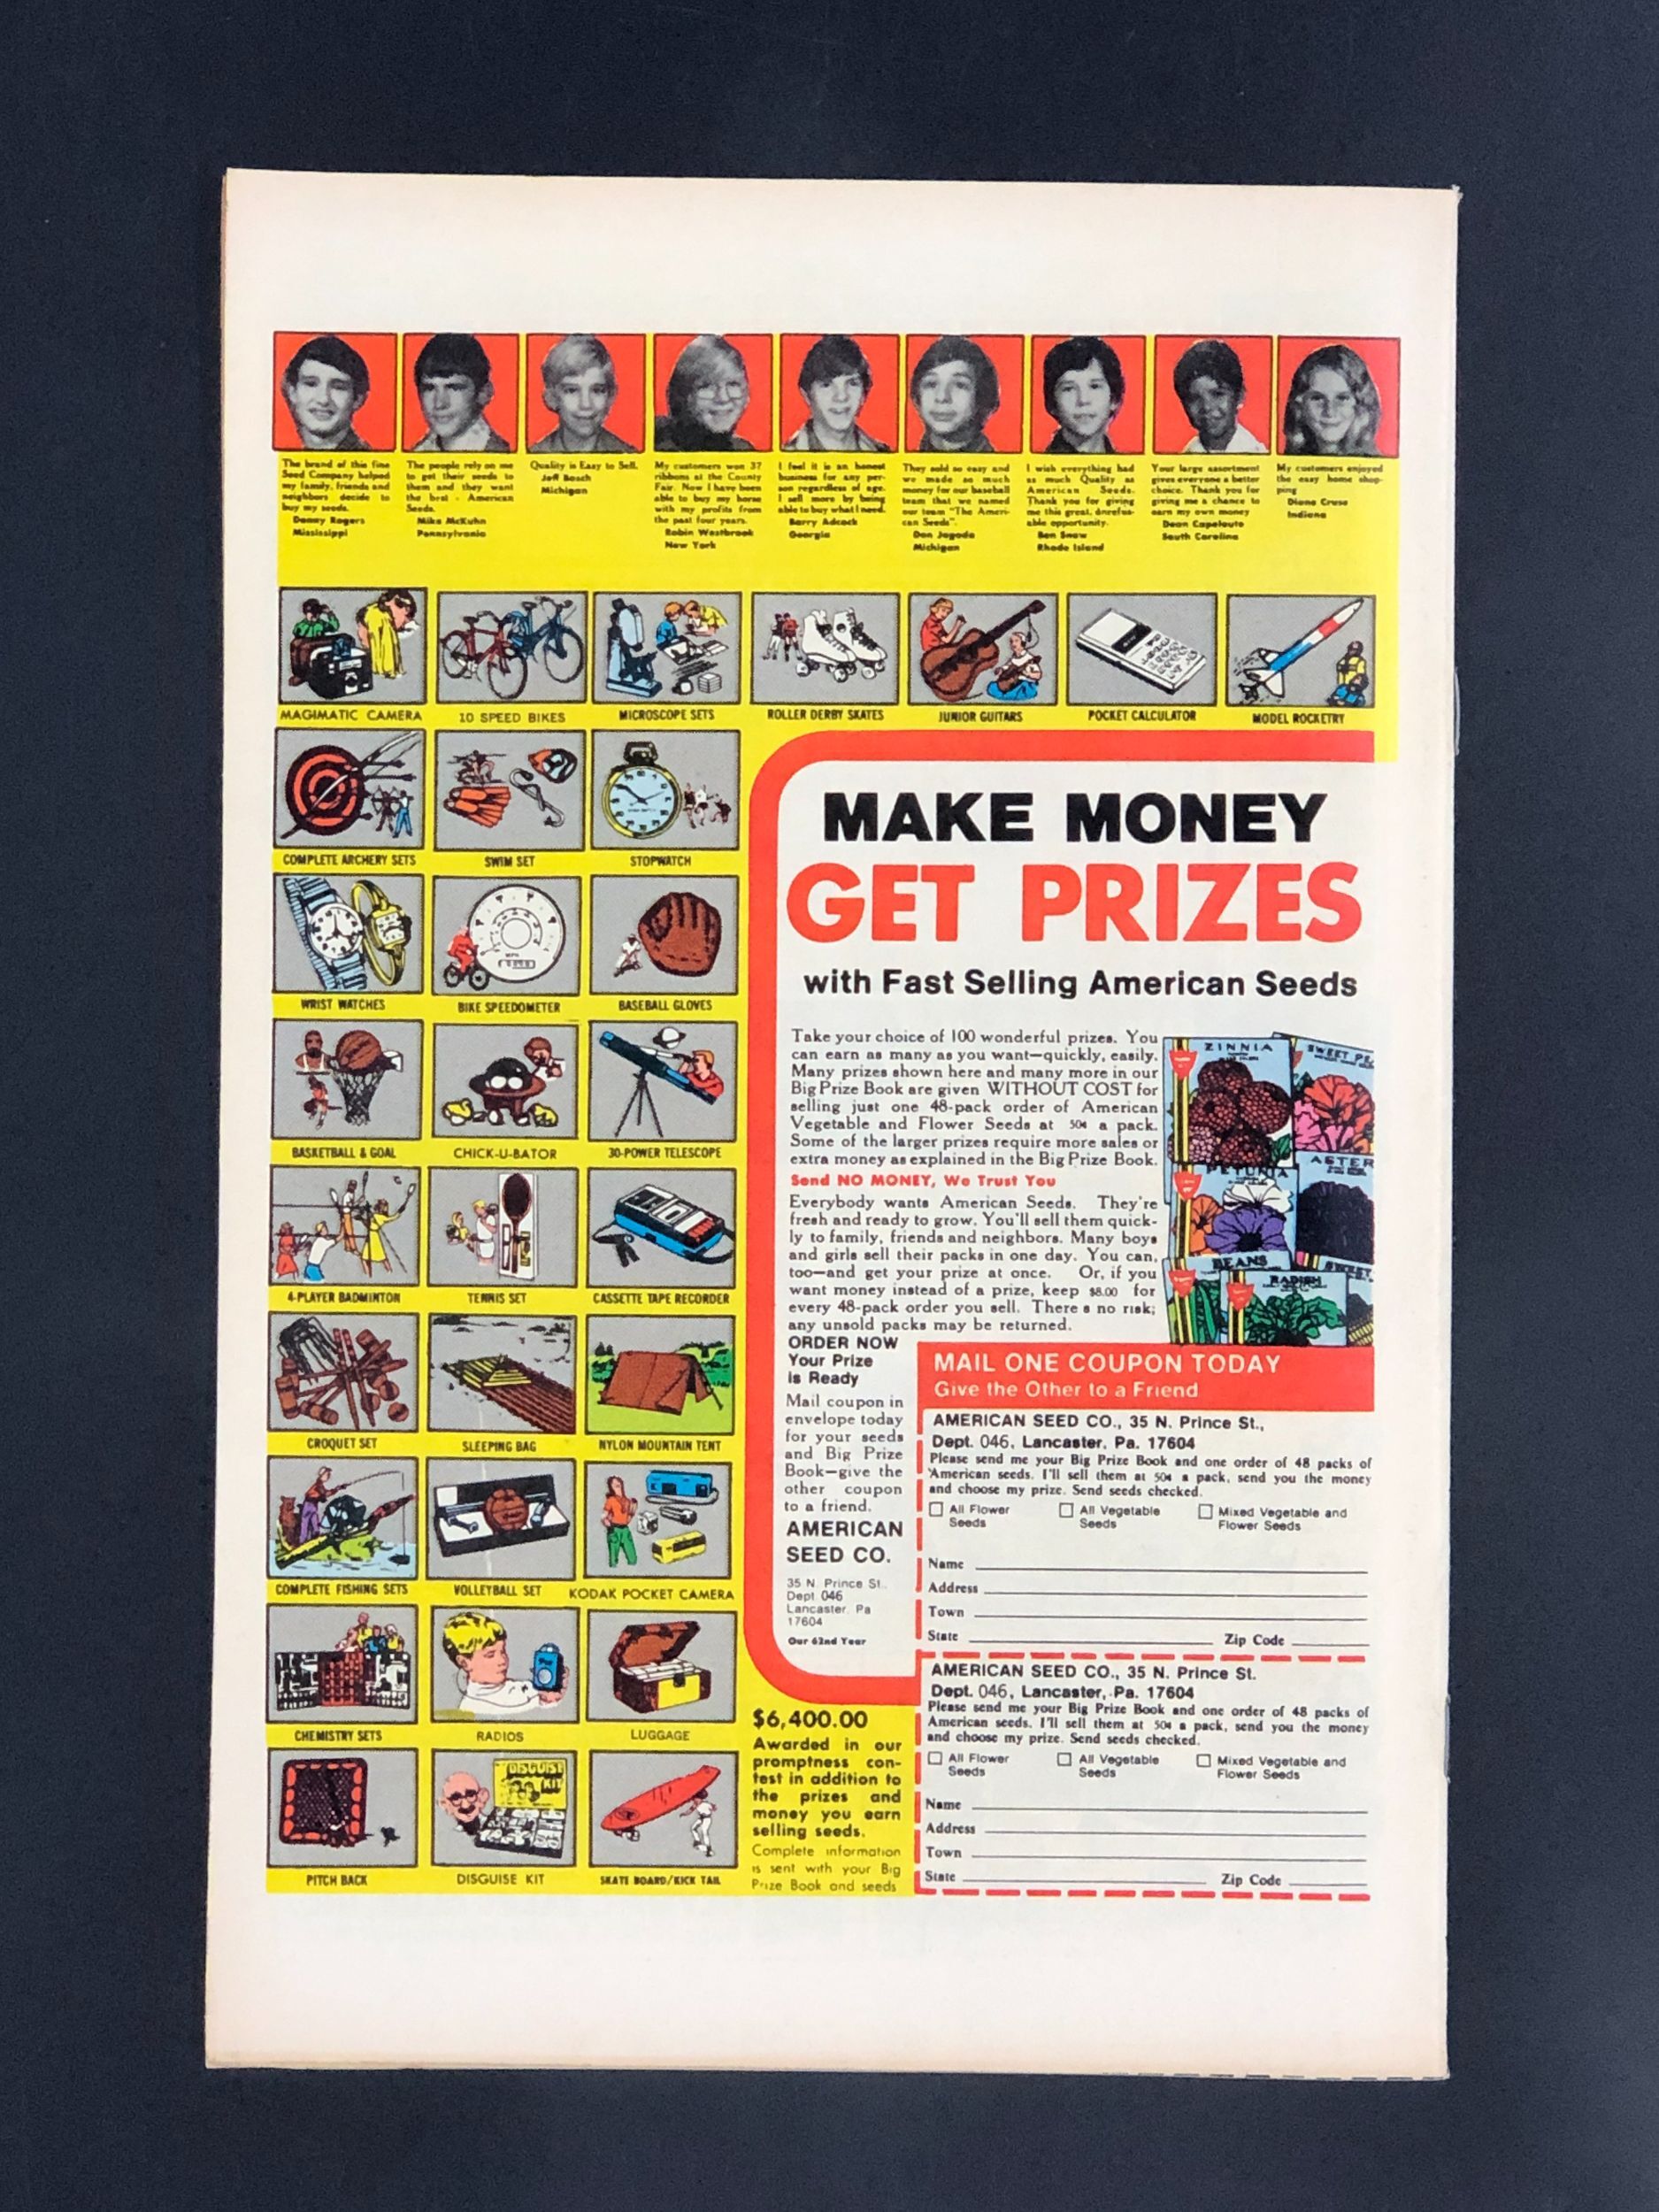 The brand of this fine
Seed Company helped
my family, friends and
neighbors decide to
buy my seeds.
Danny Rogers
Mississippi
The people rely on me
to get their seeds to
them and they want
the best - American
Seeds.
Mike McKuhn
Pennsylvania
Quality is Easy to Sell.
Jeff Bosch
Michigan
My customers won 37
ribbons at the County
Fair. Now I have been
able to buy my horse
with my profits from
the past four years.
Robin Westbrook
New York
I feel it is an honest
business for any per-
son regardless of age.
I sell more by being
able to buy what I need.
Barry Adcock
Georgia
They sold so easy and
we made so much
money for our baseball
team that we named
our team "The Ameri-
can Seeds".
Don Jagoda
Michigan
I wish everything had
as much Quality as
American Seeds.
Thank you for giving
me this great, unrefus-
able opportunity.
Ben Snow
Rhode Island
Your large assortment
gives everyone a better
choice. Thank you for
giving me a chance to
earn my own money
Dean Capelouto
South Carolina
My customers enjoyed
the easy home shop-
ping
Diana Cruse
Indiana
MAGIMATIC CAMERA
10 SPEED BIKES
MICROSCOPE SETS
ROLLER DERBY SKATES
JUNIOR GUITARS
POCKET CALCULATOR
MODEL ROCKETRY
COMPLETE ARCHERY SETS
SWIM SET
STOPWATCH
WRIST WATCHES
MPH
BIKE SPEEDOMETER
BASEBALL GLOVES
BASKETBALL & GOAL
CHICK-U-BATOR
30-POWER TELESCOPE
4-PLAYER BADMINTON
TENNIS SET
CASSETTE TAPE RECORDER
CROQUET SET
SLEEPING BAG
NYLON MOUNTAIN TENT
COMPLETE FISHING SETS
VOLLEYBALL SET
KODAK POCKET CAMERA
CHEMISTRY SETS
RADIOS
LUGGAGE
PITCH BACK
DISGUISE
KIT
DISGUISE KIT
SKATE BOARD/KICK TAIL
MAKE MONEY
GET PRIZES
with Fast Selling American Seeds
Take your choice of 100 wonderful prizes. You
can earn as many as you want—quickly, easily.
Many prizes shown here and many more in our
Big Prize Book are given WITHOUT COST for
selling just one 48-pack order of American
Vegetable and Flower Seeds at 50¢ a pack.
Some of the larger prizes require more sales or
extra money as explained in the Big Prize Book.
Send NO MONEY, We Trust You
Everybody wants American Seeds. They're
fresh and ready to grow. You'll sell them quick-
ly to family, friends and neighbors. Many boys
and girls sell their packs in one day. You can,
too—and get your prize at once. Or, if you
want money instead of a prize, keep $8.00 for
every 48-pack order you sell. There s no risk;
any unsold packs may be returned.
ZINNIA
SWEET PE
PETUNIA
ASTER
BEANS
SWEET
RADISH
ORDER NOW
Your Prize
is Ready
Mail coupon in
envelope today
for your seeds
and Big Prize
Book—give the
other coupon
to a friend.
AMERICAN
SEED CO.
35 N. Prince St.
Dept. 046
Lancaster, Pa
17604
Our 62nd Year
$6,400.00
Awarded in our
promptness con-
test in addition to
the prizes and
money you earn
selling seeds.
Complete information
is sent with your Big
Prize Book and seeds
MAIL ONE COUPON TODAY
Give the Other to a Friend
AMERICAN SEED CO., 35 N. Prince St.,
Dept. 046, Lancaster, Pa. 17604
Please send me your Big Prize Book and one order of 48 packs of
American seeds. I'll sell them at 50¢ a pack, send you the money
and choose my prize. Send seeds checked.
All Flower
Seeds
All Vegetable
Seeds
Mixed Vegetable and
Flower Seeds
Name
Address
Town
State Zip Code
AMERICAN SEED CO., 35 N. Prince St.
Dept. 046, Lancaster, Pa. 17604
Please send me your Big Prize Book and one order of 48 packs of
American seeds. I'll sell them at 50¢ a pack, send you the money
and choose my prize. Send seeds checked.
All Flower
Seeds
All Vegetable
Seeds
Mixed Vegetable and
Flower Seeds
Name
Address
Town
State Zip Code